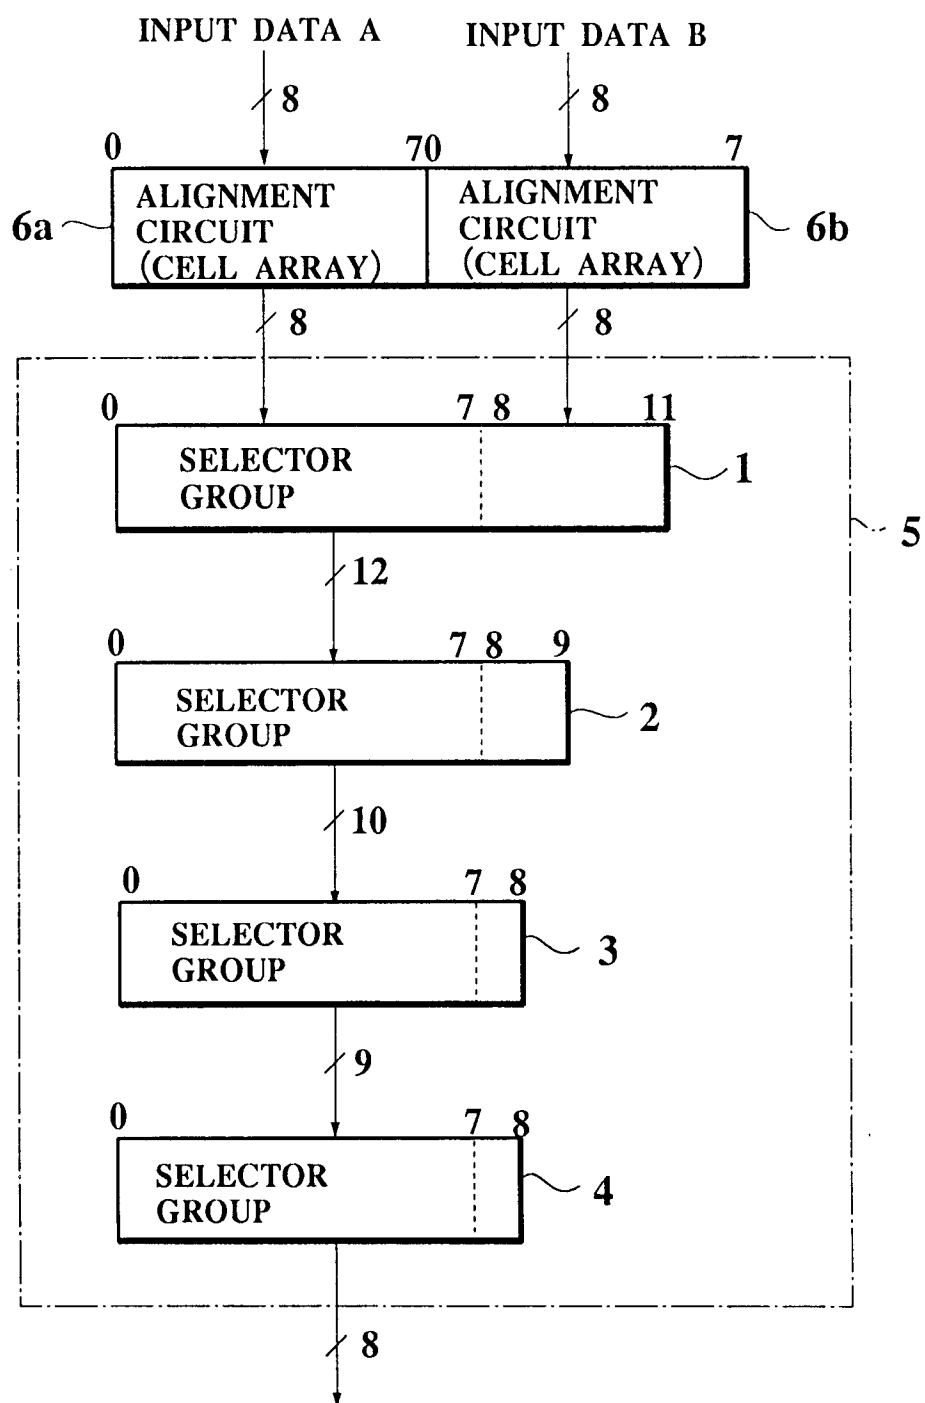 INPUT DATA A
INPUT DATA B
8
8
0
70
7
ALIGNMENT
CIRCUIT
(CELL ARRAY)
ALIGNMENT
CIRCUIT
(CELL ARRAY)
6a
6b
8
8
0
7
8
11
SELECTOR
GROUP
1
5
12
0
7
8
9
SELECTOR
GROUP
2
10
0
7
8
SELECTOR
GROUP
3
9
0
7
8
SELECTOR
GROUP
4
8